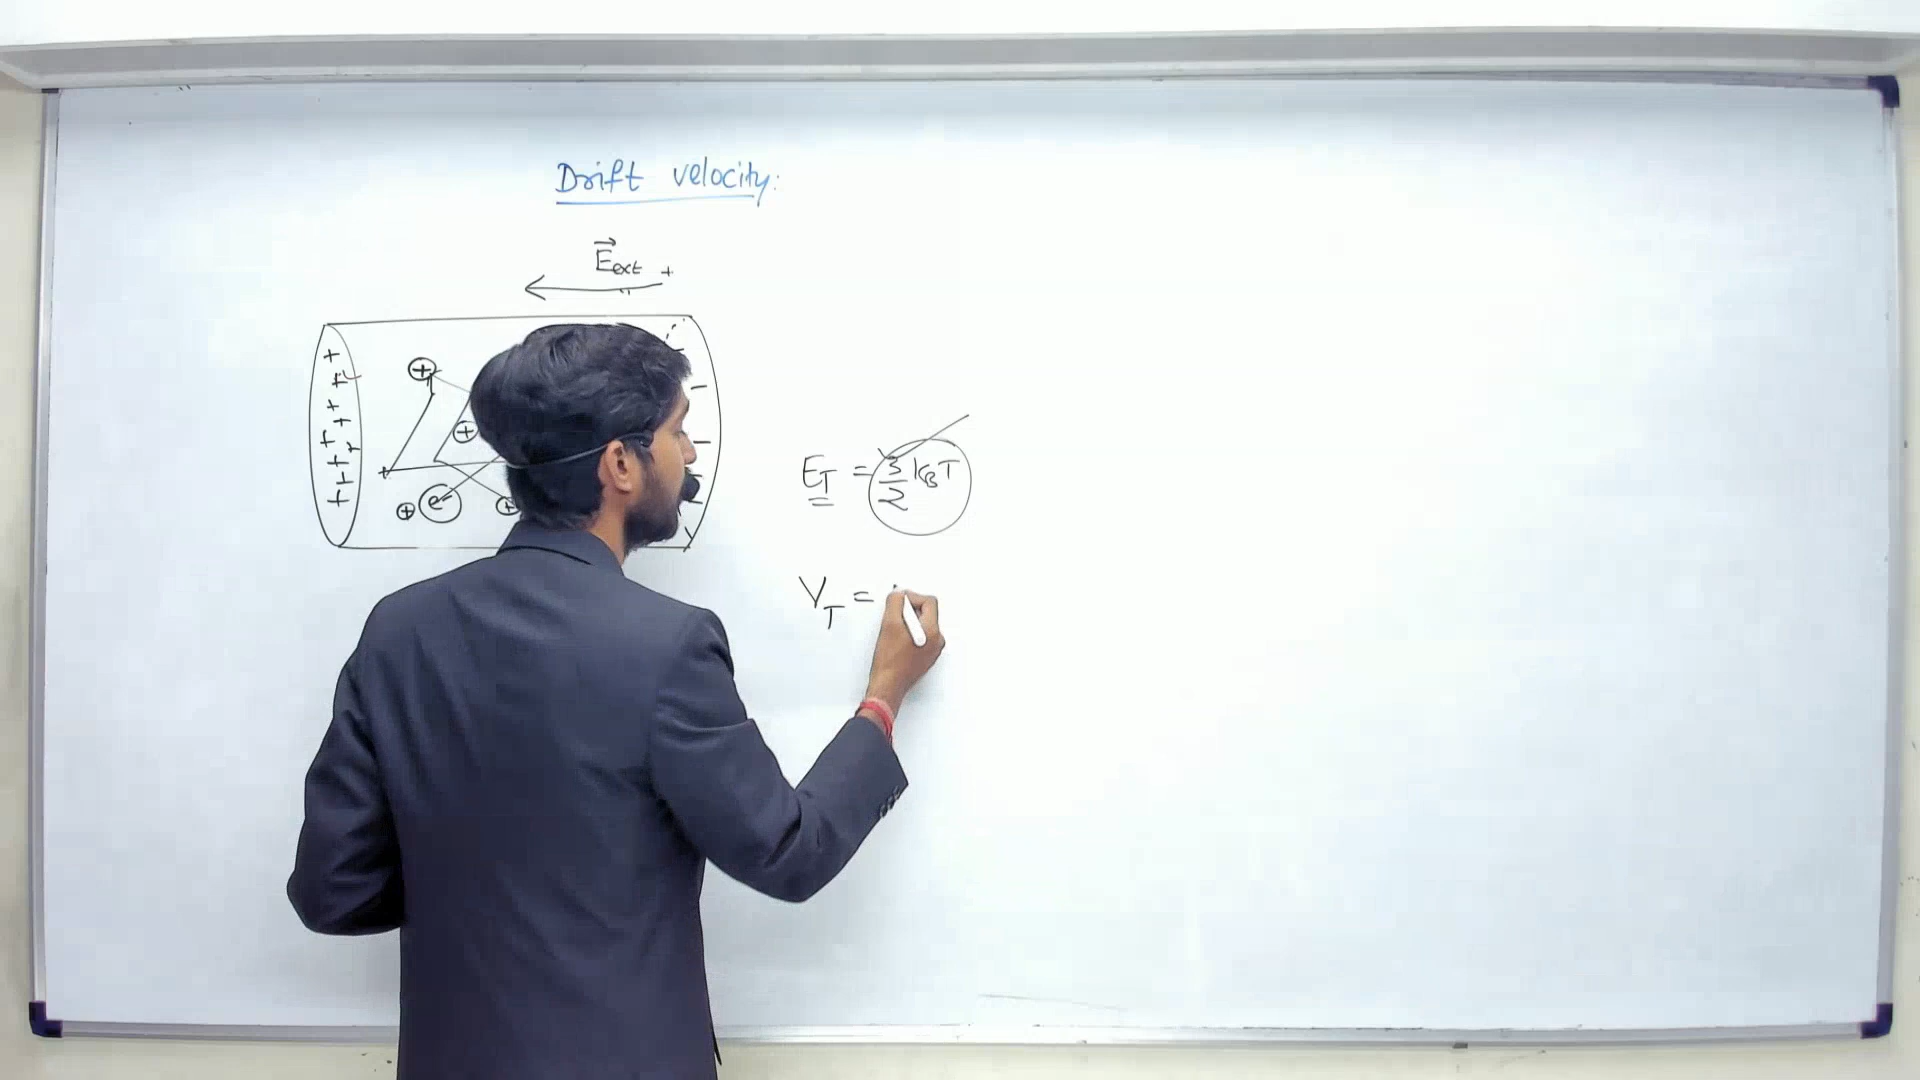 Drift velocity:
E⃗ext +
+ + + + + + + + + + +
⊕
⊕
⊕ e- ⊕
E_T = 3/2 k_B T
V_T =